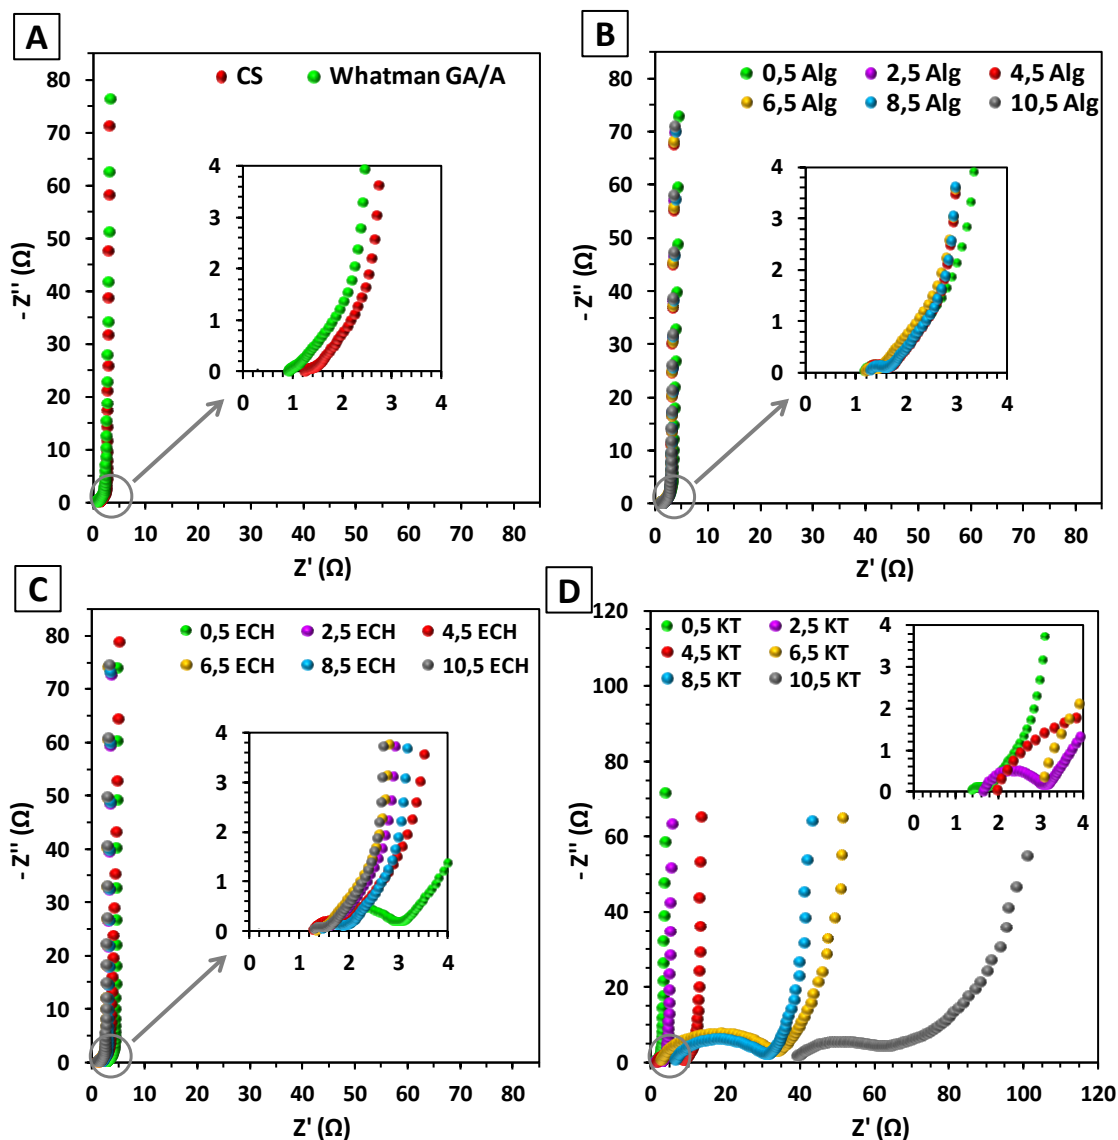 A
CS Whatman GA/A
80
70
60
50
40
30
20
10
0
- Z'' (Ω)
4
3
2
1
0
0 1 2 3 4
0 10 20 30 40 50 60 70 80
Z' (Ω)
B
0,5 Alg 2,5 Alg 4,5 Alg
6,5 Alg 8,5 Alg 10,5 Alg
80
70
60
50
40
30
20
10
0
- Z'' (Ω)
4
3
2
1
0
0 1 2 3 4
0 10 20 30 40 50 60 70 80
Z' (Ω)
C
0,5 ECH 2,5 ECH 4,5 ECH
6,5 ECH 8,5 ECH 10,5 ECH
80
70
60
50
40
30
20
10
0
- Z'' (Ω)
4
3
2
1
0
0 1 2 3 4
0 10 20 30 40 50 60 70 80
Z' (Ω)
D
0,5 KT 2,5 KT
4,5 KT 6,5 KT
8,5 KT 10,5 KT
120
100
80
60
40
20
0
- Z'' (Ω)
4
3
2
1
0
0 1 2 3 4
0 20 40 60 80 100 120
Z' (Ω)